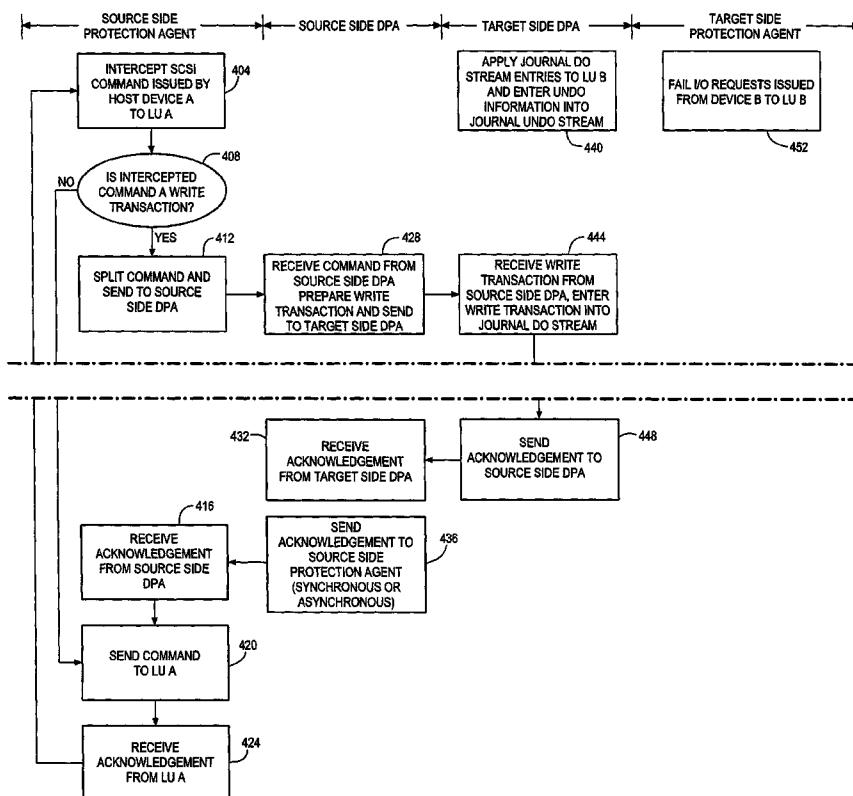 SOURCE SIDE
PROTECTION AGENT
SOURCE SIDE DPA
TARGET SIDE DPA
TARGET SIDE
PROTECTION AGENT
INTERCEPT SCSI
COMMAND ISSUED BY
HOST DEVICE A
TO LU A
404
APPLY JOURNAL DO
STREAM ENTRIES TO LU B
AND ENTER UNDO
INFORMATION INTO
JOURNAL UNDO STREAM
440
FAIL I/O REQUESTS ISSUED
FROM DEVICE B TO LU B
452
408
NO
IS INTERCEPTED
COMMAND A WRITE
TRANSACTION?
YES
412
SPLIT COMMAND AND
SEND TO SOURCE
SIDE DPA
428
RECEIVE COMMAND FROM
SOURCE SIDE DPA
PREPARE WRITE
TRANSACTION AND SEND
TO TARGET SIDE DPA
444
RECEIVE WRITE
TRANSACTION FROM
SOURCE SIDE DPA, ENTER
WRITE TRANSACTION INTO
JOURNAL DO STREAM
432
RECEIVE
ACKNOWLEDGEMENT
FROM TARGET SIDE DPA
SEND
ACKNOWLEDGEMENT TO
SOURCE SIDE DPA
448
416
RECEIVE
ACKNOWLEDGEMENT
FROM SOURCE SIDE
DPA
SEND
ACKNOWLEDGEMENT TO
SOURCE SIDE
PROTECTION AGENT
(SYNCHRONOUS OR
ASYNCHRONOUS)
436
SEND COMMAND
TO LU A
420
RECEIVE
ACKNOWLEDGEMENT
FROM LU A
424